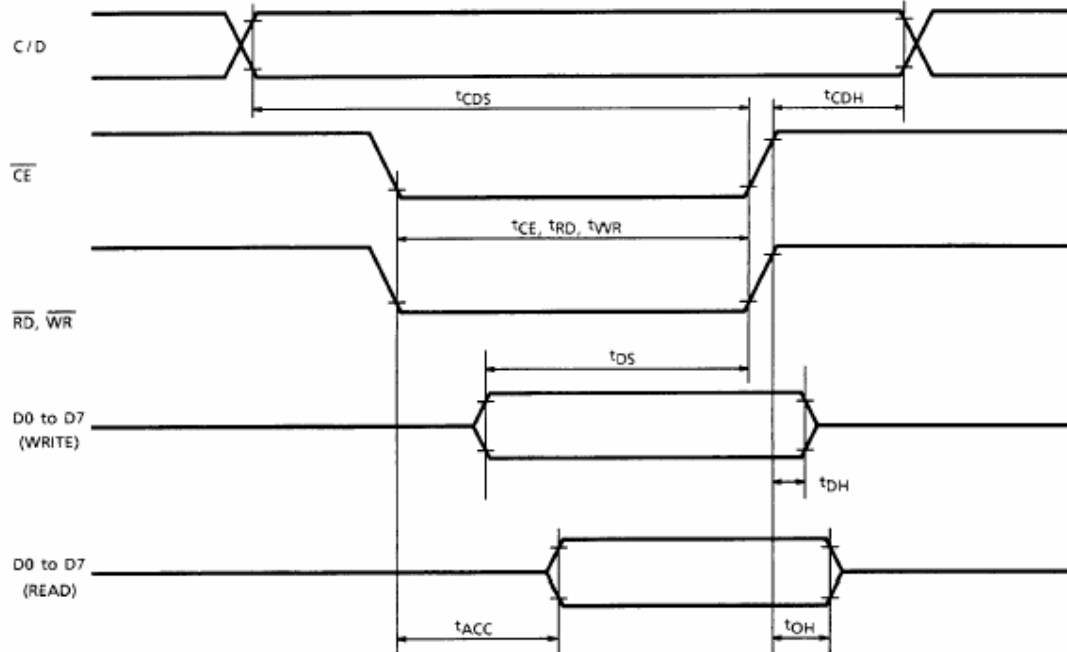 C/D
tCDS
tCDH
CE
tCE, tRD, tWR
RD, WR
tDS
D0 to D7
(WRITE)
tDH
D0 to D7
(READ)
tACC
tOH